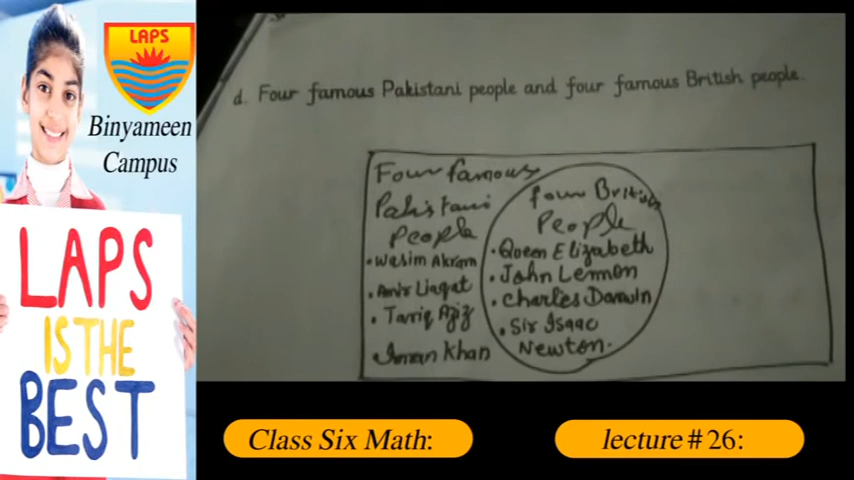 LAPS
Binyameen
Campus
LAPS
IS THE
BEST
d. Four famous Pakistani people and four famous British people.
Four famous
Pakistani
People
• Wasim Akram
• Amir Liaqat
• Tariq Aziz
Imran Khan
four British
People
• Queen Elizabeth
• John Lemmon
• Charles Darwin
• Sir Isaac
Newton.
Class Six Math:
lecture # 26: